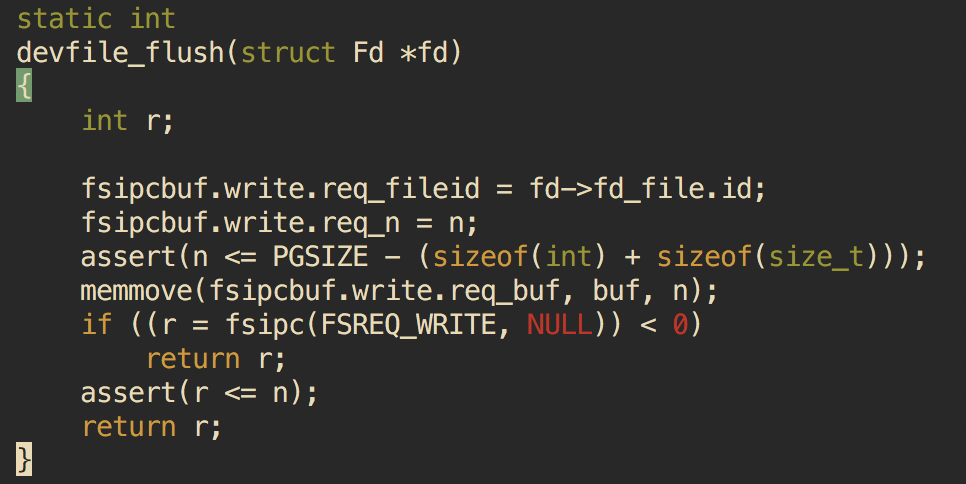 static int
devfile_flush(struct Fd *fd)
{
    int r;

    fsipcbuf.write.req_fileid = fd->fd_file.id;
    fsipcbuf.write.req_n = n;
    assert(n <= PGSIZE - (sizeof(int) + sizeof(size_t)));
    memmove(fsipcbuf.write.req_buf, buf, n);
    if ((r = fsipc(FSREQ_WRITE, NULL)) < 0)
        return r;
    assert(r <= n);
    return r;
}